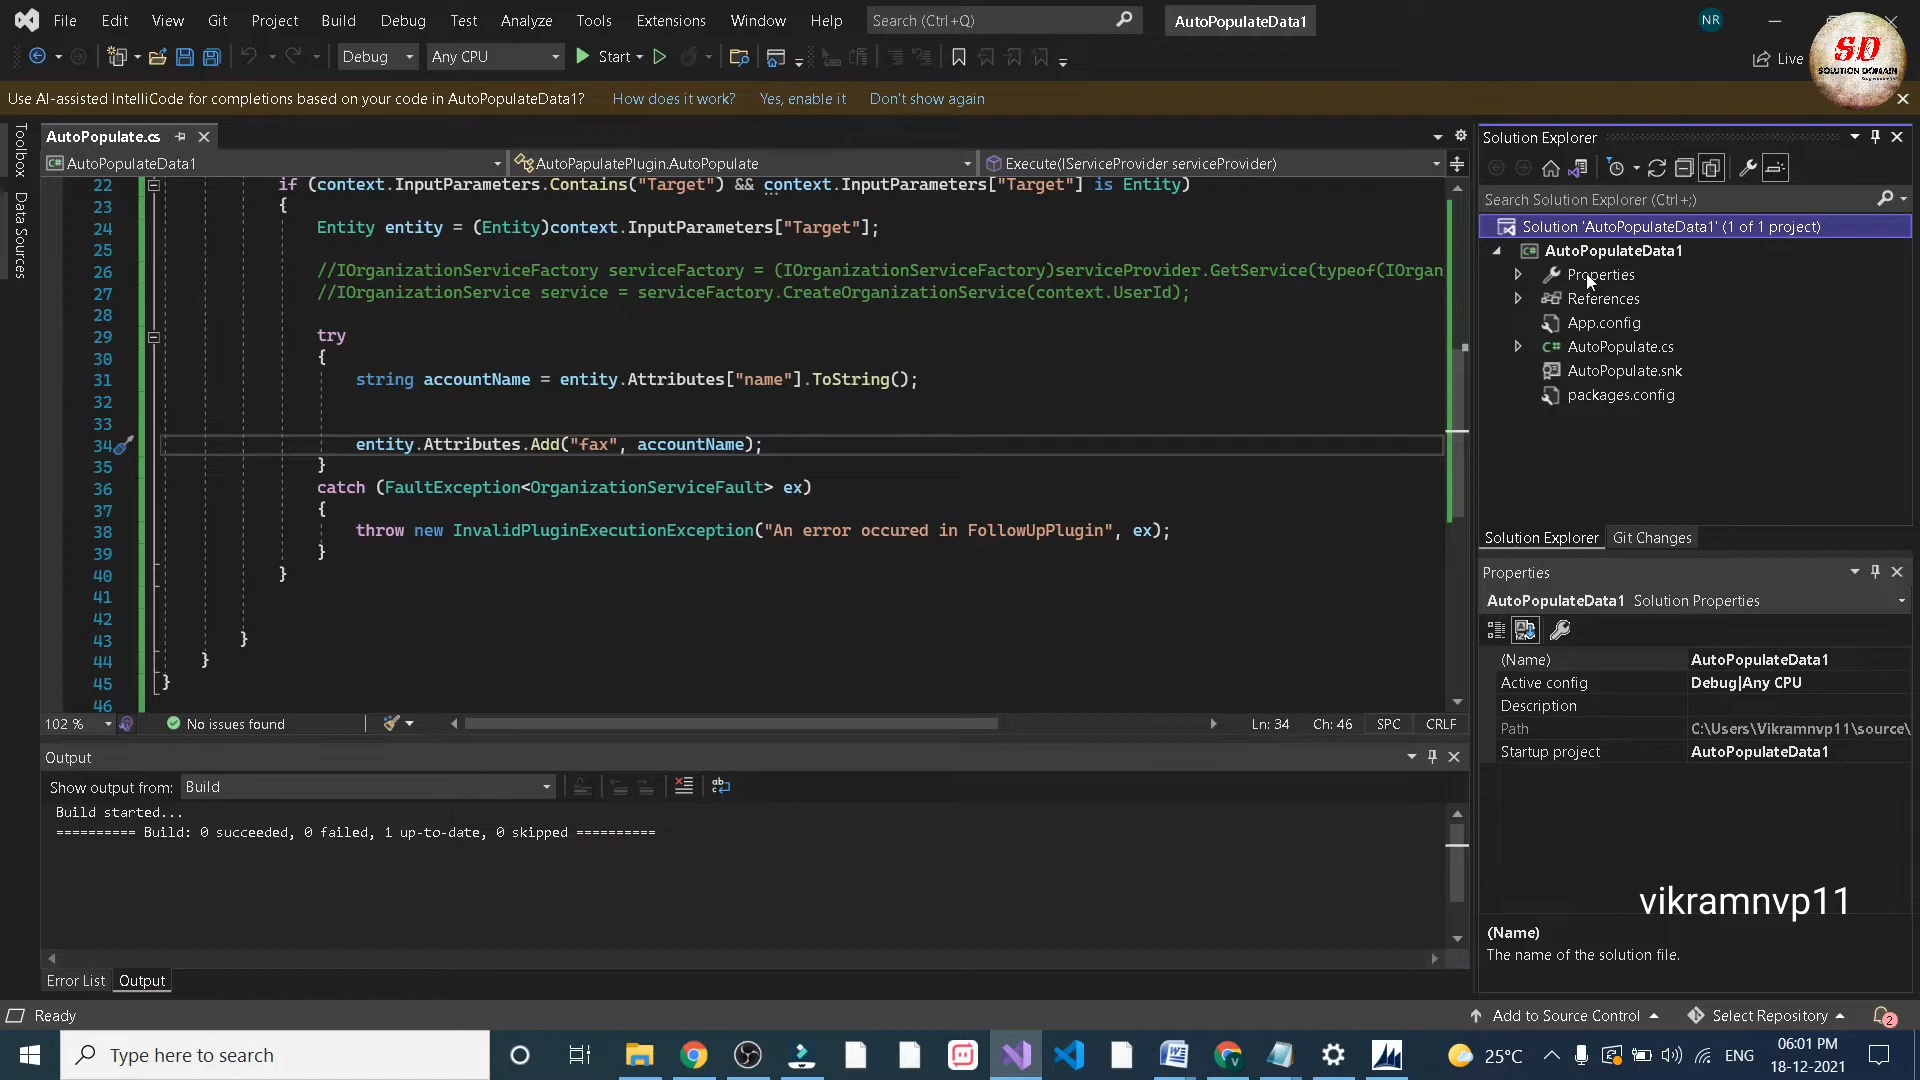 File Edit View Git Project Build Debug Test Analyze Tools Extensions Window Help Search (Ctrl+Q) AutoPopulateData1 NR
Debug Any CPU Start Live
SD
SOLUTION DOMAIN
Use AI-assisted IntelliCode for completions based on your code in AutoPopulateData1? How does it work? Yes, enable it Don't show again
Toolbox
Data Sources
AutoPopulate.cs
AutoPopulateData1 AutoPapulatePlugin.AutoPopulate Execute(IServiceProvider serviceProvider)
22 if (context.InputParameters.Contains("Target") && context.InputParameters["Target"] is Entity)
23 {
24 Entity entity = (Entity)context.InputParameters["Target"];
25
26 //IOrganizationServiceFactory serviceFactory = (IOrganizationServiceFactory)serviceProvider.GetService(typeof(IOrgan
27 //IOrganizationService service = serviceFactory.CreateOrganizationService(context.UserId);
28
29 try
30 {
31 string accountName = entity.Attributes["name"].ToString();
32
33
34 entity.Attributes.Add("fax", accountName);
35 }
36 catch (FaultException<OrganizationServiceFault> ex)
37 {
38 throw new InvalidPluginExecutionException("An error occured in FollowUpPlugin", ex);
39 }
40 }
41
42
43 }
44 }
45 }
46
102 % No issues found Ln: 34 Ch: 46 SPC CRLF
Output
Show output from: Build
Build started...
========== Build: 0 succeeded, 0 failed, 1 up-to-date, 0 skipped ==========
Error List Output
Solution Explorer
Search Solution Explorer (Ctrl+;)
Solution 'AutoPopulateData1' (1 of 1 project)
AutoPopulateData1
Properties
References
App.config
C# AutoPopulate.cs
AutoPopulate.snk
packages.config
Solution Explorer Git Changes
Properties
AutoPopulateData1 Solution Properties
(Name) AutoPopulateData1
Active config Debug|Any CPU
Description
Path C:\Users\Vikramnvp11\source\
Startup project AutoPopulateData1
vikramnvp11
(Name)
The name of the solution file.
Ready Add to Source Control Select Repository 2
Type here to search 25°C ENG 06:01 PM
18-12-2021